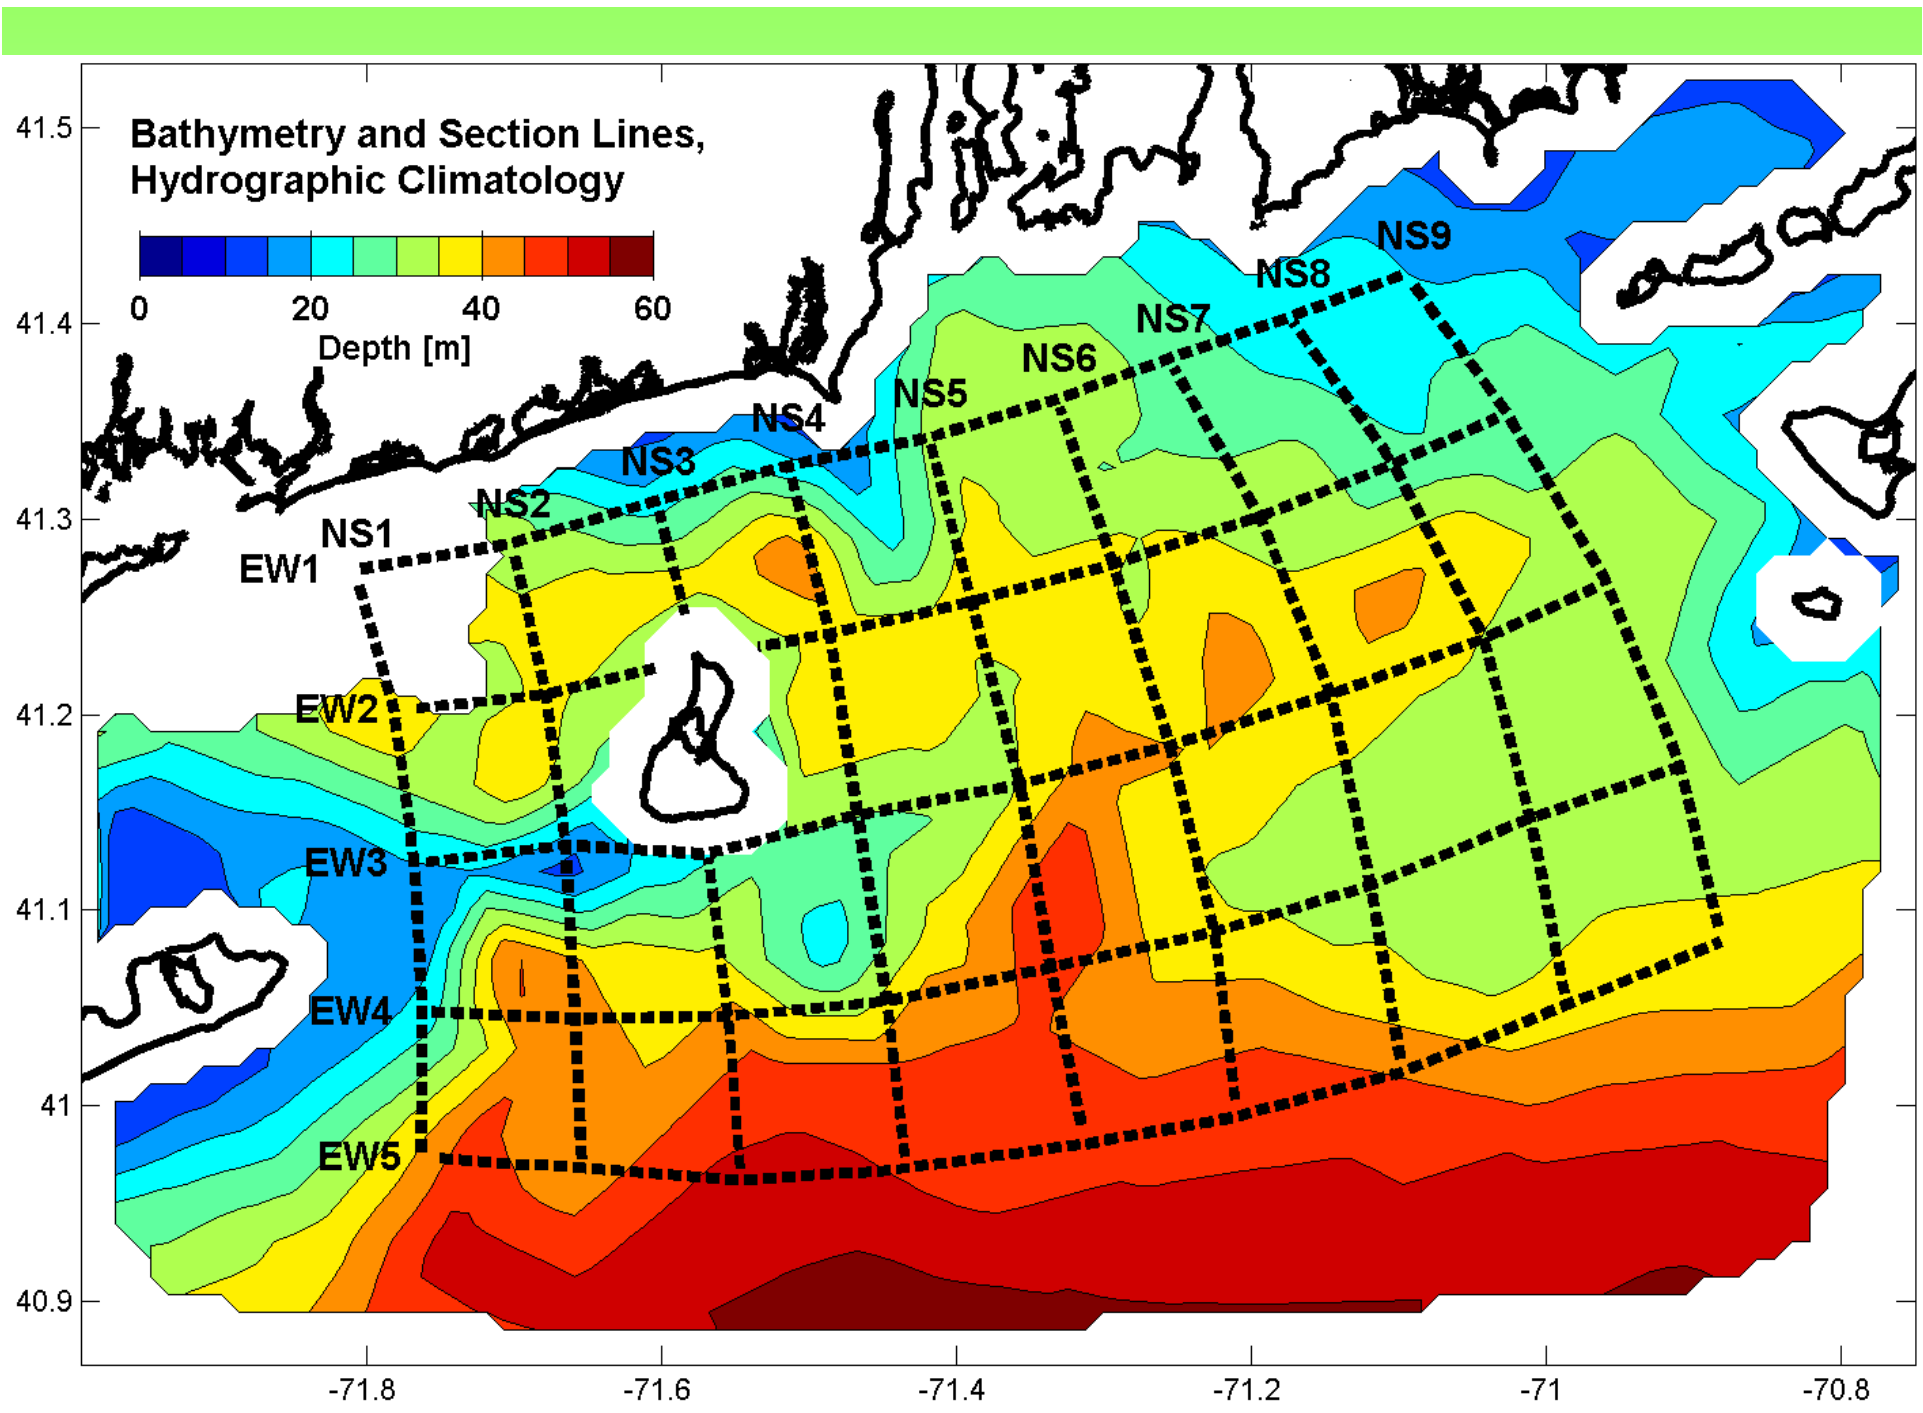 Bathymetry and Section Lines,
Hydrographic Climatology
0 20 40 60
Depth [m]
41.5
41.4
41.3
41.2
41.1
41
40.9
NS1
NS2
NS3
NS4
NS5
NS6
NS7
NS8
NS9
EW1
EW2
EW3
EW4
EW5
-71.8 -71.6 -71.4 -71.2 -71 -70.8